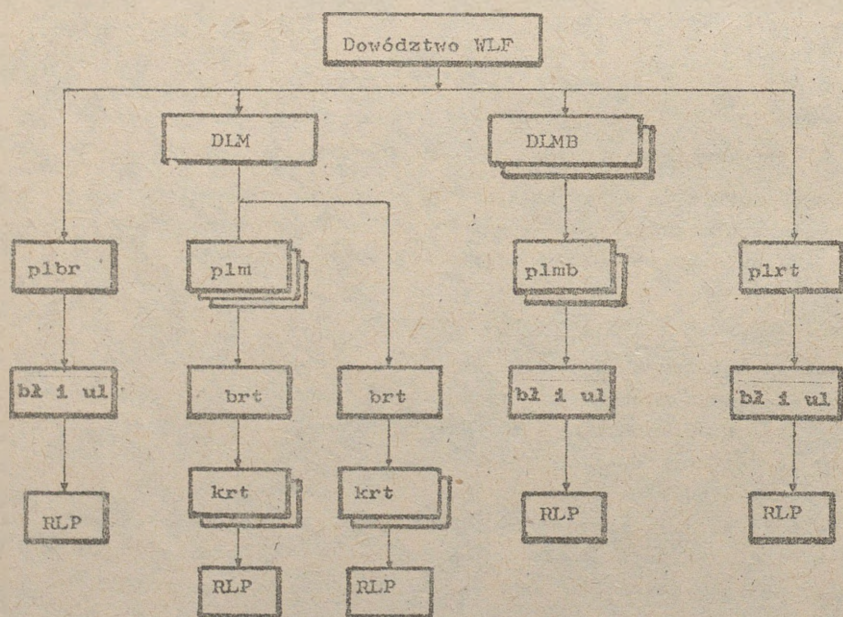 Dowództwo WLF
DLM
DLMB
plbr
plm
plmb
plrt
bł i ul
brt
brt
bł i ul
bł i ul
krt
krt
RLP
RLP
RLP
RLP
RLP